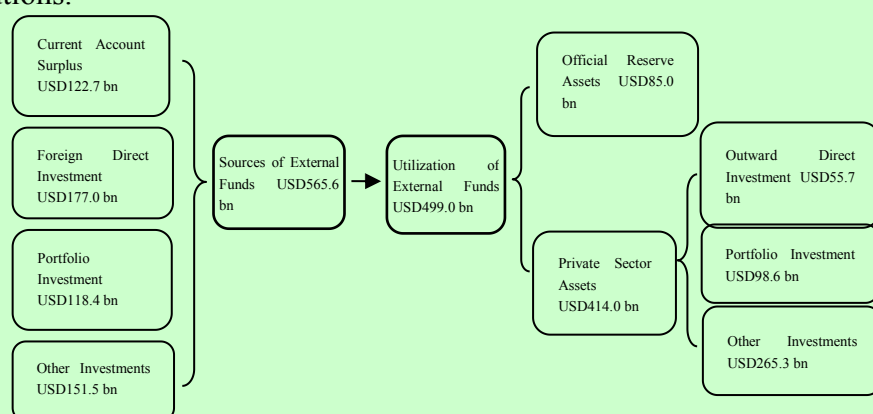 Current Account
Surplus
USD122.7 bn
Foreign Direct
Investment
USD177.0 bn
Portfolio
Investment
USD118.4 bn
Other Investments
USD151.5 bn
Sources of External
Funds USD565.6
bn
Utilization of
External Funds
USD499.0 bn
Official Reserve
Assets USD85.0
bn
Private Sector
Assets
USD414.0 bn
Outward Direct
Investment USD55.7
bn
Portfolio Investment
USD98.6 bn
Other Investments
USD265.3 bn